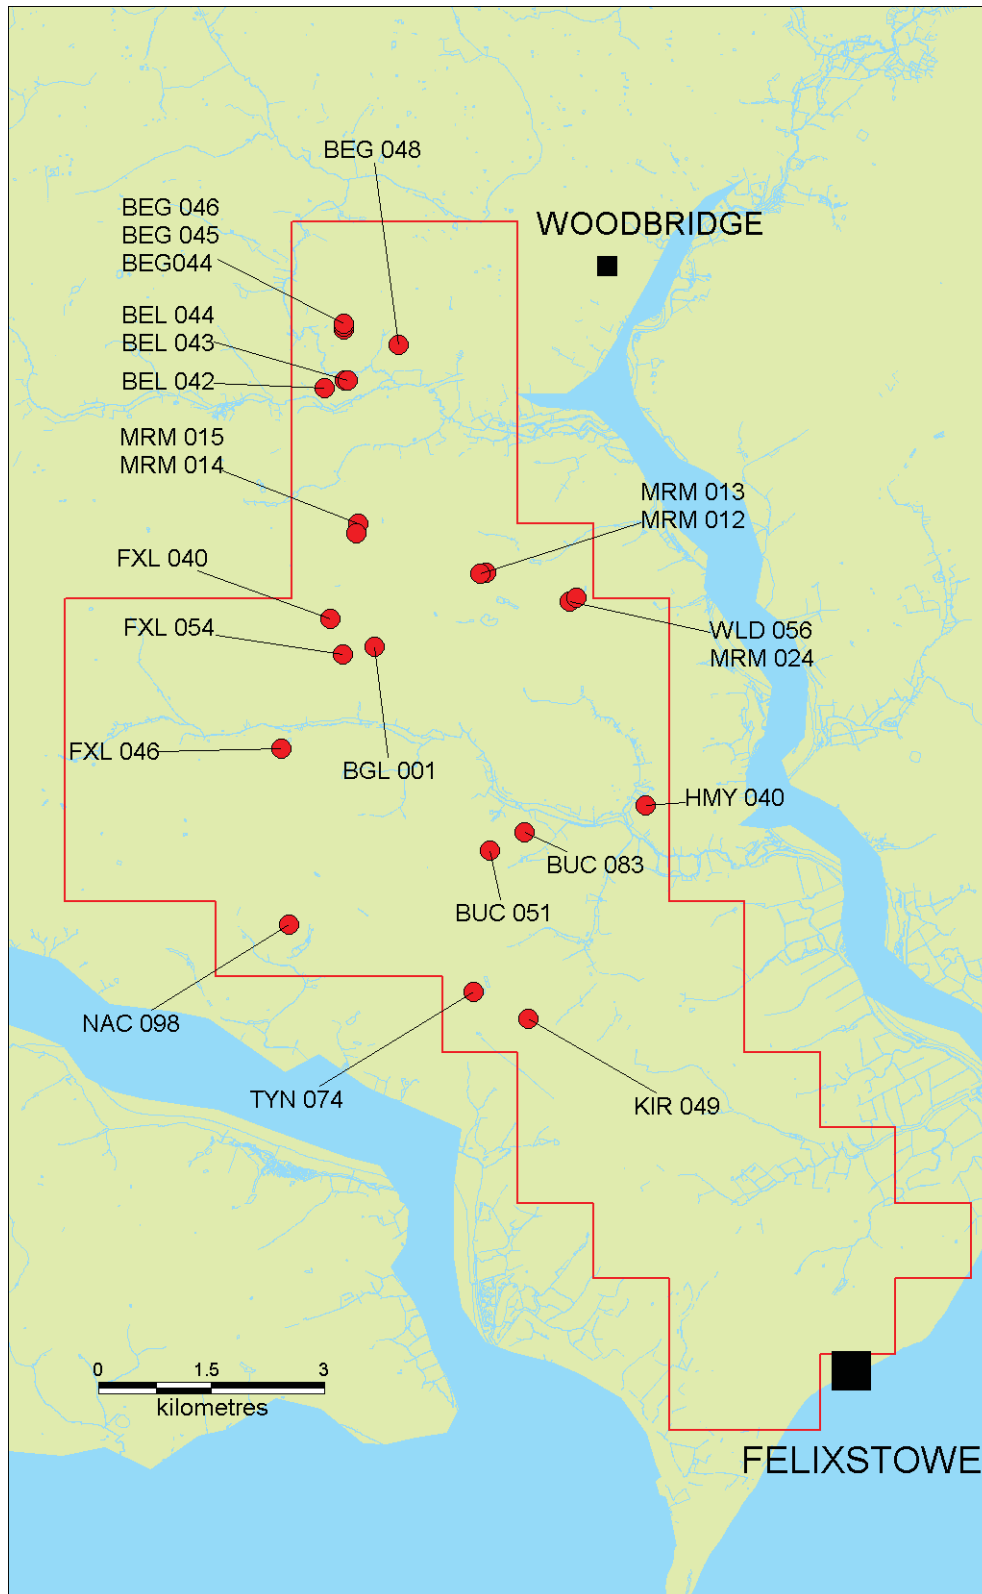 BEG 048
BEG 046
BEG 045
BEG044
WOODBRIDGE
BEL 044
BEL 043
BEL 042
MRM 015
MRM 014
MRM 013
MRM 012
FXL 040
FXL 054
WLD 056
MRM 024
FXL 046
BGL 001
HMY 040
BUC 083
BUC 051
NAC 098
TYN 074
KIR 049
0 1.5 3
kilometres
FELIXSTOWE